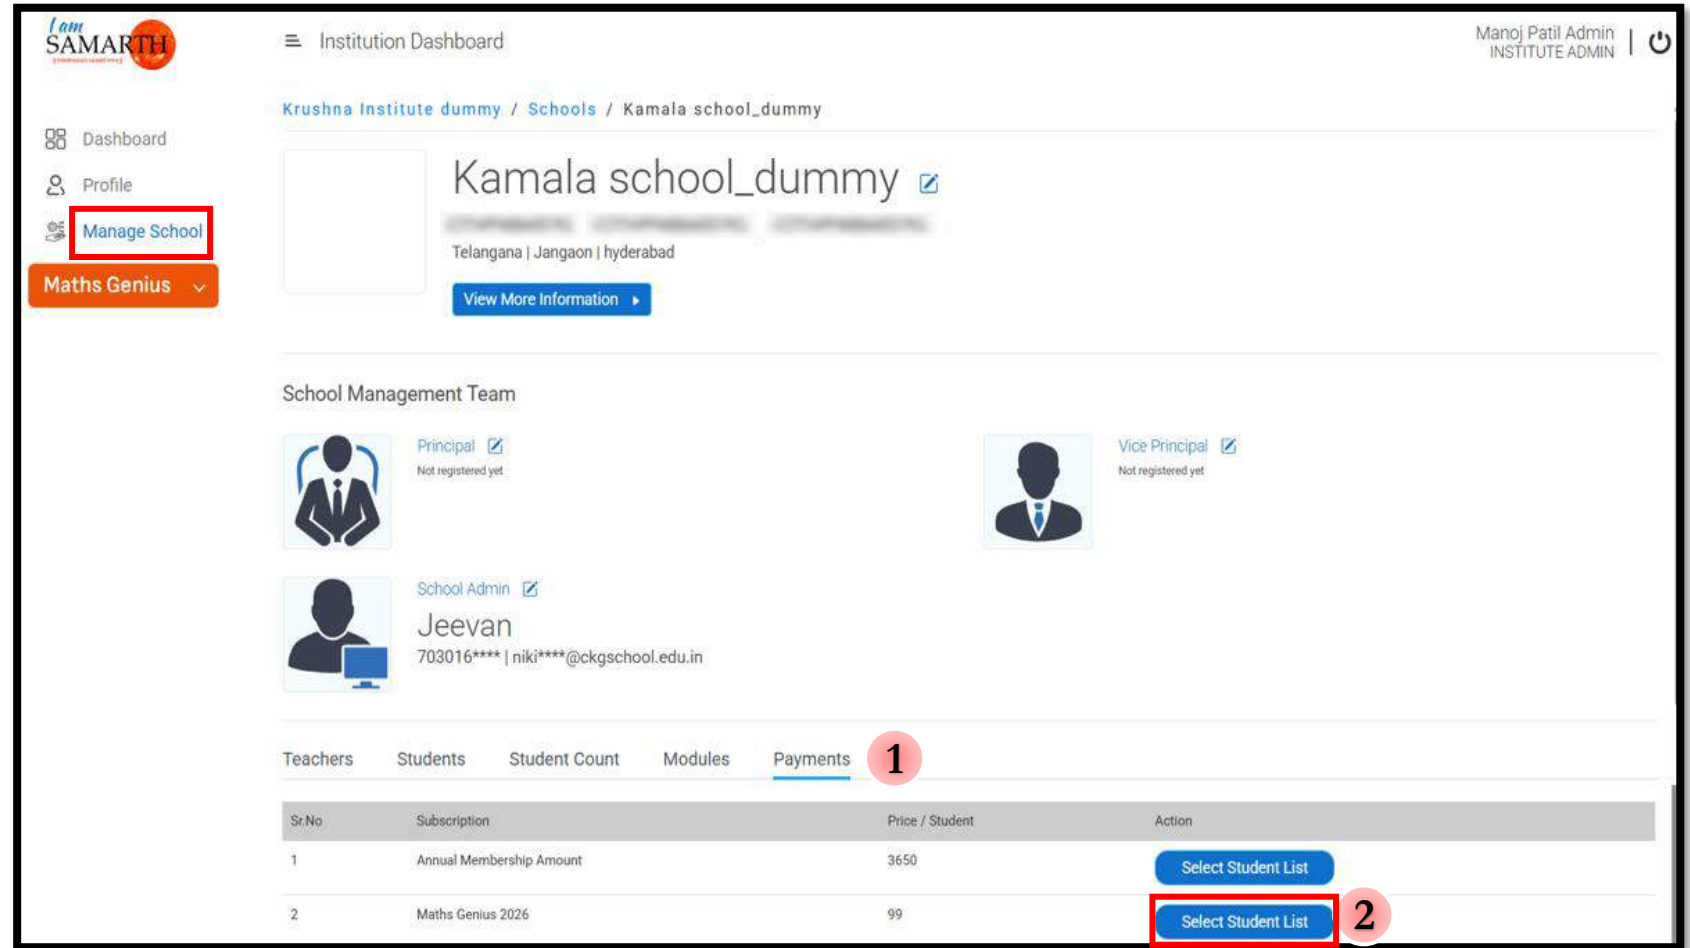 I am
SAMARTH
Institution Dashboard
Manoj Patil Admin
INSTITUTE ADMIN
Krushna Institute dummy / Schools / Kamala school_dummy
Dashboard
Profile
Manage School
Maths Genius
Kamala school_dummy
Telangana | Jangaon | hyderabad
View More Information
School Management Team
Principal
Not registered yet
Vice Principal
Not registered yet
School Admin
Jeevan
703016**** | niki****@ckgschool.edu.in
Teachers Students Student Count Modules Payments 1
Sr.No Subscription Price / Student Action
1 Annual Membership Amount 3650 Select Student List
2 Maths Genius 2026 99 Select Student List 2